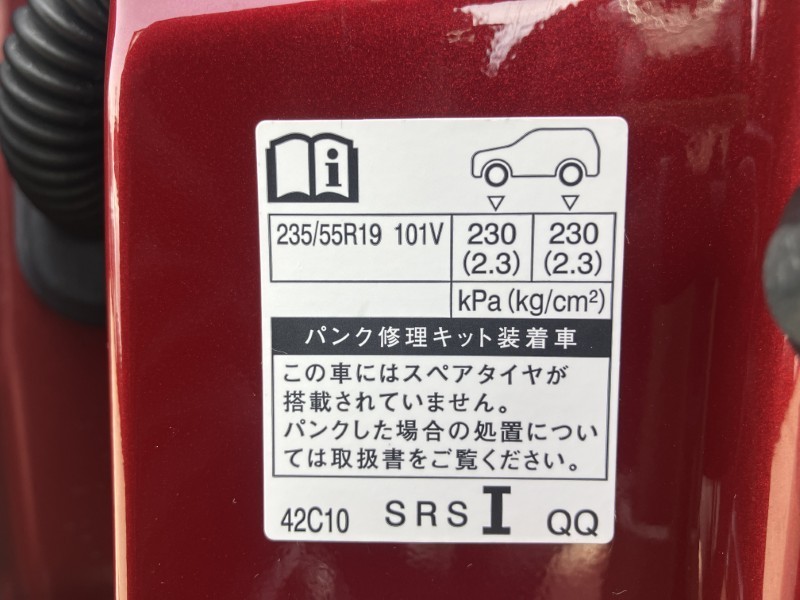 235/55R19 101V 230 230
(2.3) (2.3)
kPa (kg/cm²)
パンク修理キット装着車
この車にはスペアタイヤが
搭載されていません。
パンクした場合の処置につい
ては取扱書をご覧ください。
42C10 SRS I QQ